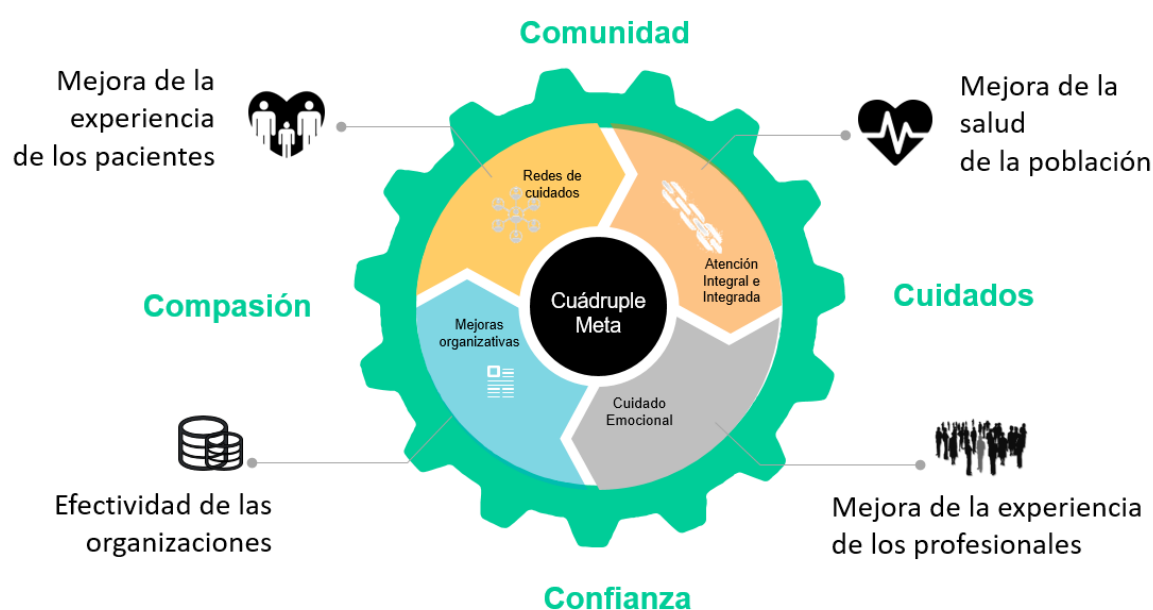 Comunidad
Mejora de la
experiencia
de los pacientes
Mejora de la
salud
de la población
Redes de
cuidados
Atención
Integral e
Integrada
Compasión
Cuádruple
Meta
Cuidados
Mejoras
organizativas
Cuidado
Emocional
Efectividad de las
organizaciones
Mejora de la experiencia
de los profesionales
Confianza